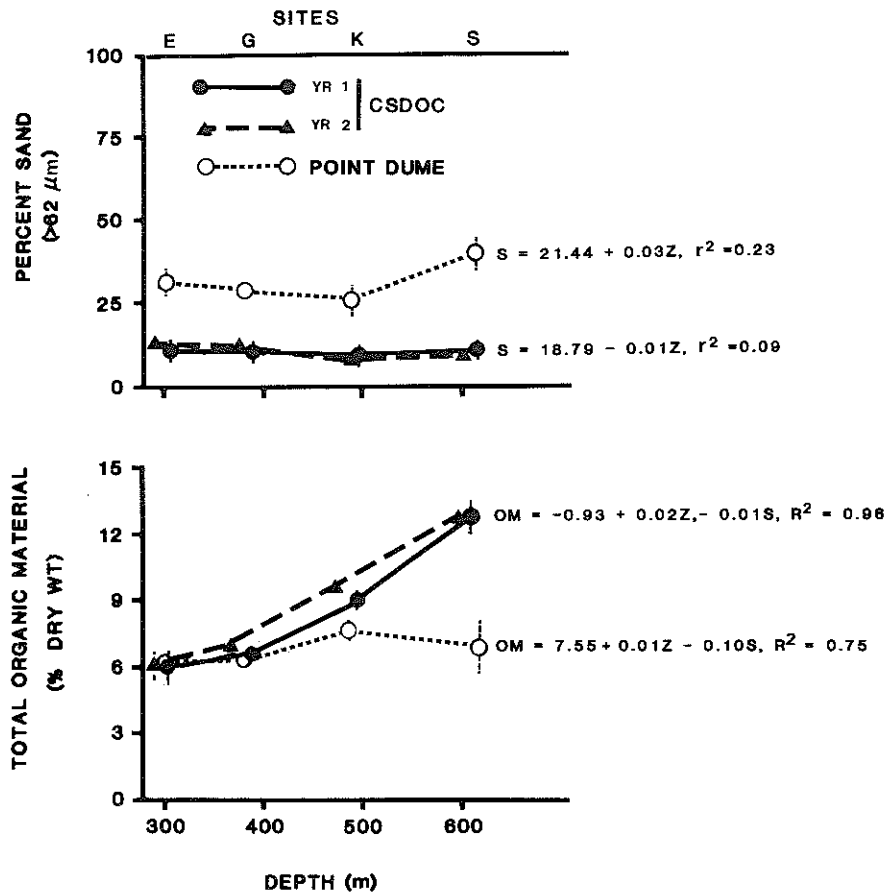 SITES
E G K S
100
YR 1
CSDOC
YR 2
75
POINT DUME
PERCENT SAND
(>62 µm)
50
S = 21.44 + 0.03Z, r² =0.23
25
S = 18.79 − 0.01Z, r² =0.09
0
15
OM = −0.93 + 0.02Z,− 0.01S, R² = 0.96
12
TOTAL ORGANIC MATERIAL
(% DRY WT)
9
OM = 7.55 + 0.01Z − 0.10S, R² = 0.75
6
3
0
300 400 500 600
DEPTH (m)